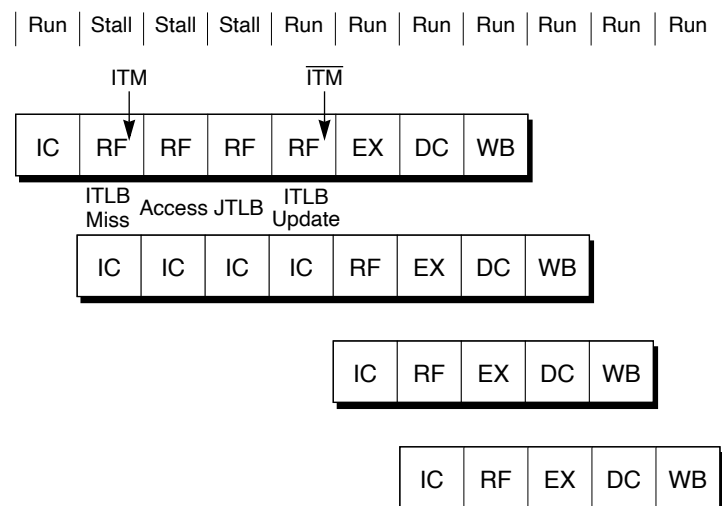 Run Stall Stall Stall Run Run Run Run Run Run Run
ITM ITM
IC RF RF RF RF EX DC WB
ITLB Miss Access JTLB ITLB Update
IC IC IC IC RF EX DC WB
IC RF EX DC WB
IC RF EX DC WB